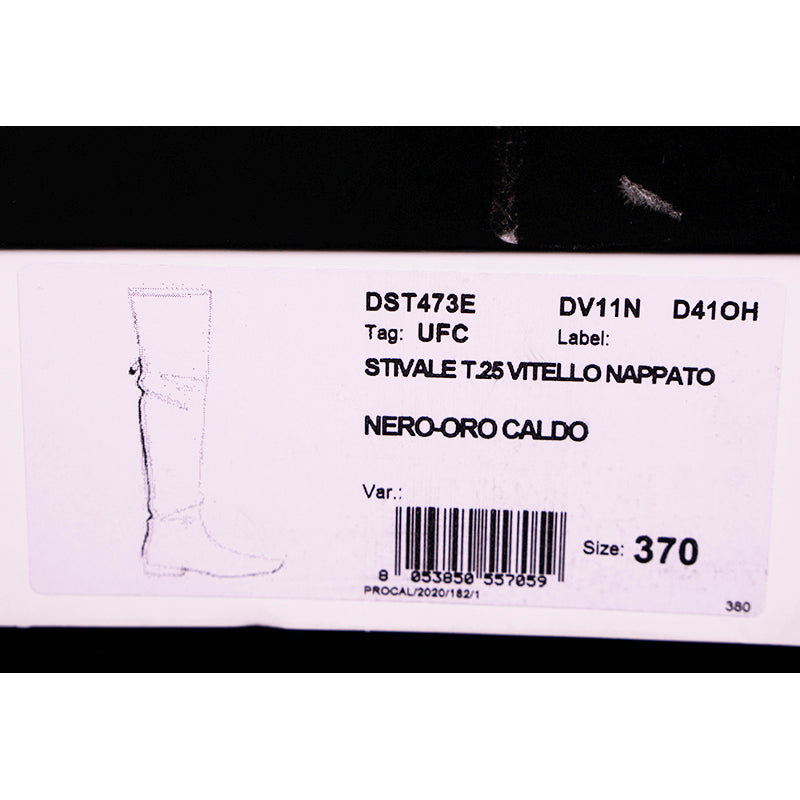 DST473E DV11N D41OH
Tag: UFC Label:
STIVALE T.25 VITELLO NAPPATO
NERO-ORO CALDO
Var.:
Size: 370
8 053850 557059
PROCAL/2020/182/1
380